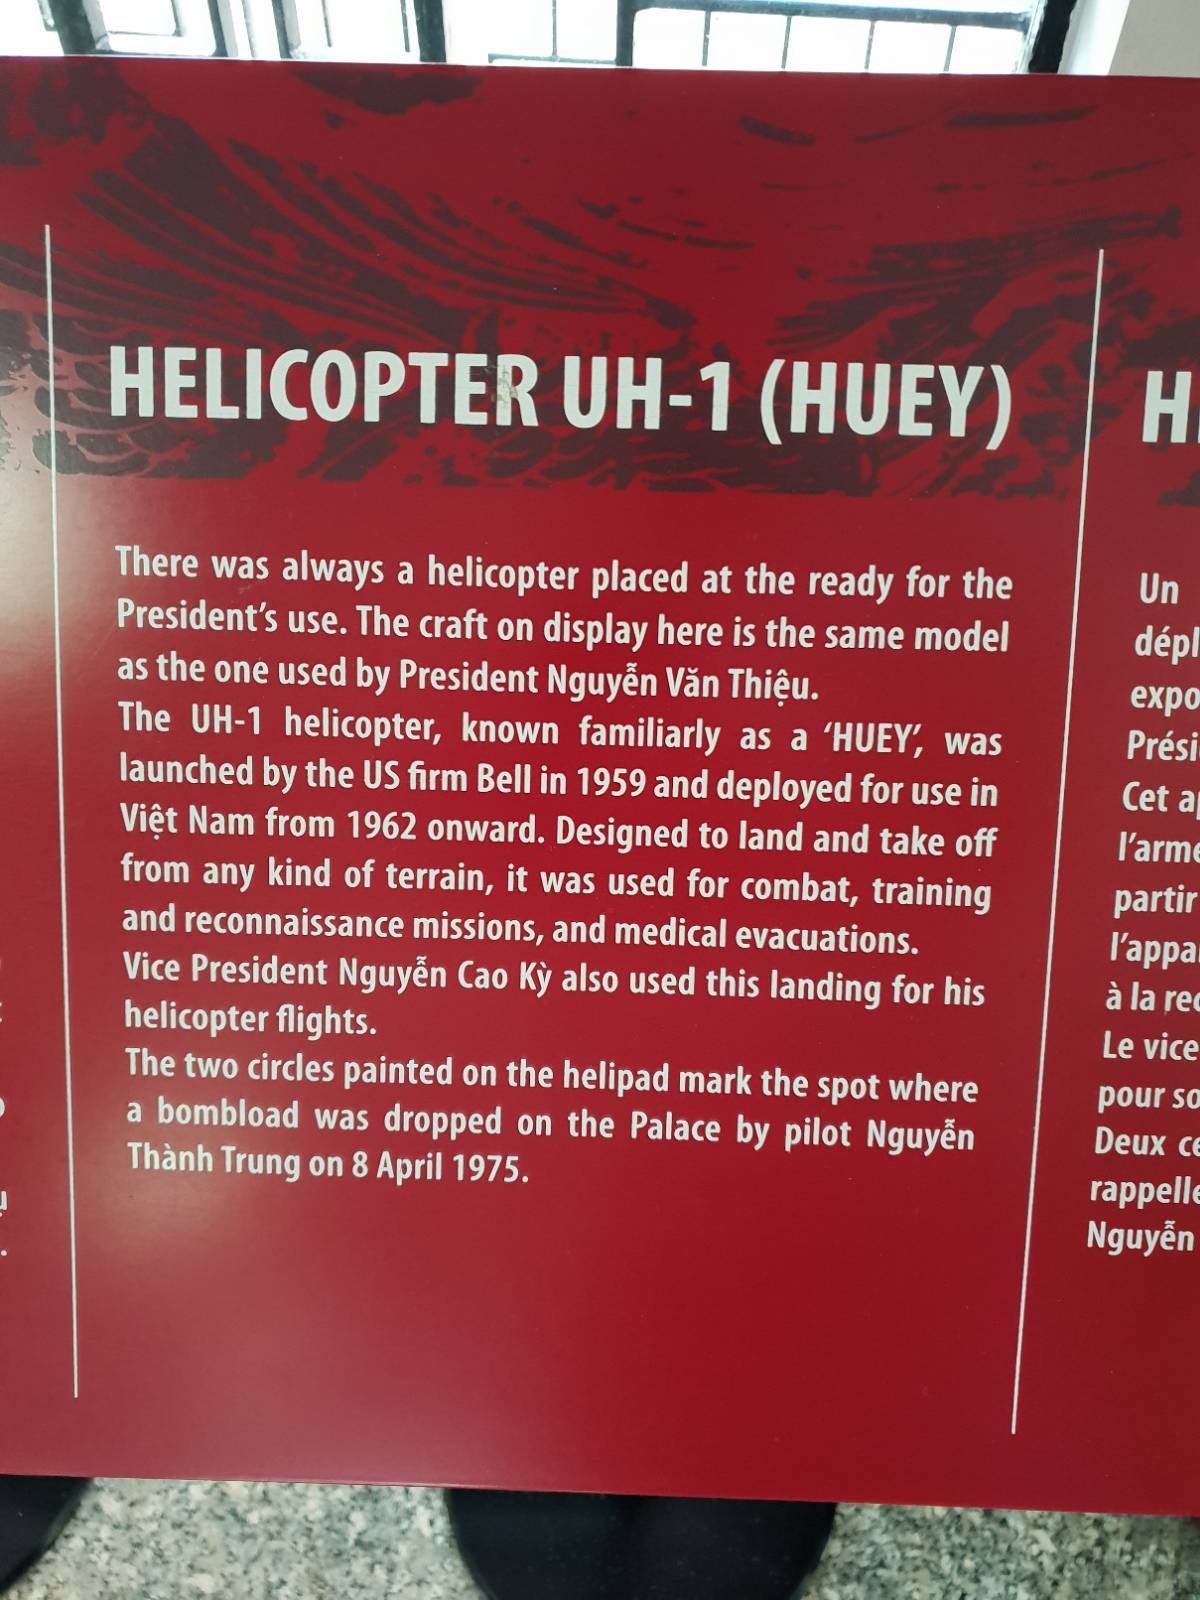 HELICOPTER UH-1 (HUEY)
There was always a helicopter placed at the ready for the
President's use. The craft on display here is the same model
as the one used by President Nguyễn Văn Thiệu.
The UH-1 helicopter, known familiarly as a ‘HUEY’, was
launched by the US firm Bell in 1959 and deployed for use in
Việt Nam from 1962 onward. Designed to land and take off
from any kind of terrain, it was used for combat, training
and reconnaissance missions, and medical evacuations.
Vice President Nguyễn Cao Kỳ also used this landing for his
helicopter flights.
The two circles painted on the helipad mark the spot where
a bombload was dropped on the Palace by pilot Nguyễn
Thành Trung on 8 April 1975.
H
Un
dépl
expo
Prési
Cet a
l’arme
partir
l’appa
à la rec
Le vice
pour so
Deux ce
rappelle
Nguyễn